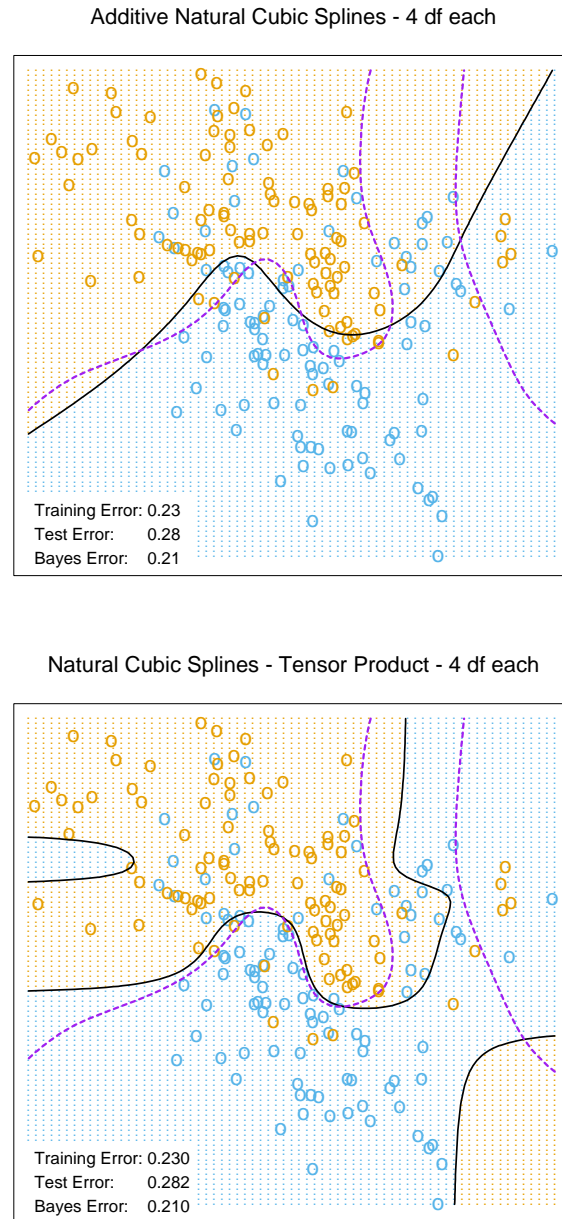 Additive Natural Cubic Splines - 4 df each
Training Error: 0.23
Test Error: 0.28
Bayes Error: 0.21
Natural Cubic Splines - Tensor Product - 4 df each
Training Error: 0.230
Test Error: 0.282
Bayes Error: 0.210